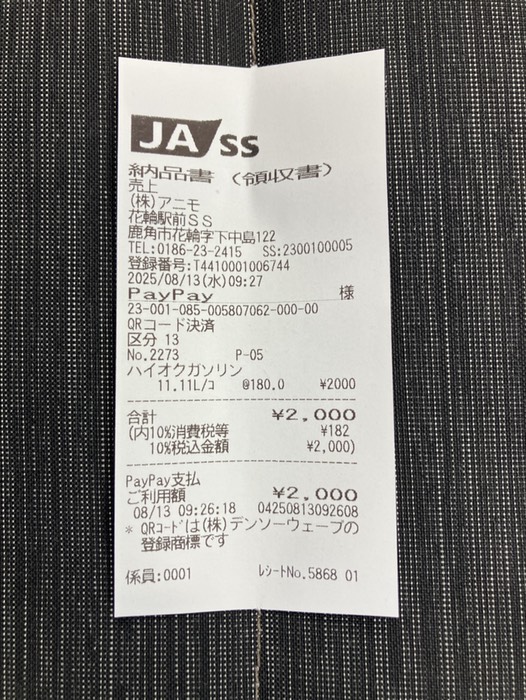 JA SS
納品書 (領収書)
売上
(株)アニモ
花輪駅前SS
鹿角市花輪字下中島122
TEL:0186-23-2415 SS:2300100005
登録番号:T4410001006744
2025/08/13(水)09:27
PayPay 様
23-001-085-005807062-000-00
QRコード決済
区分 13
No.2273 P-05
ハイオクガソリン
11.11L/コ @180.0 ¥2000
合計 ¥2,000
(内10%消費税等 ¥182
10%税込金額 ¥2,000)
PayPay支払
ご利用額 ¥2,000
08/13 09:26:18 04250813092608
* QRコードは(株)デンソーウェーブの
登録商標です
係員:0001 レシートNo.5868 01